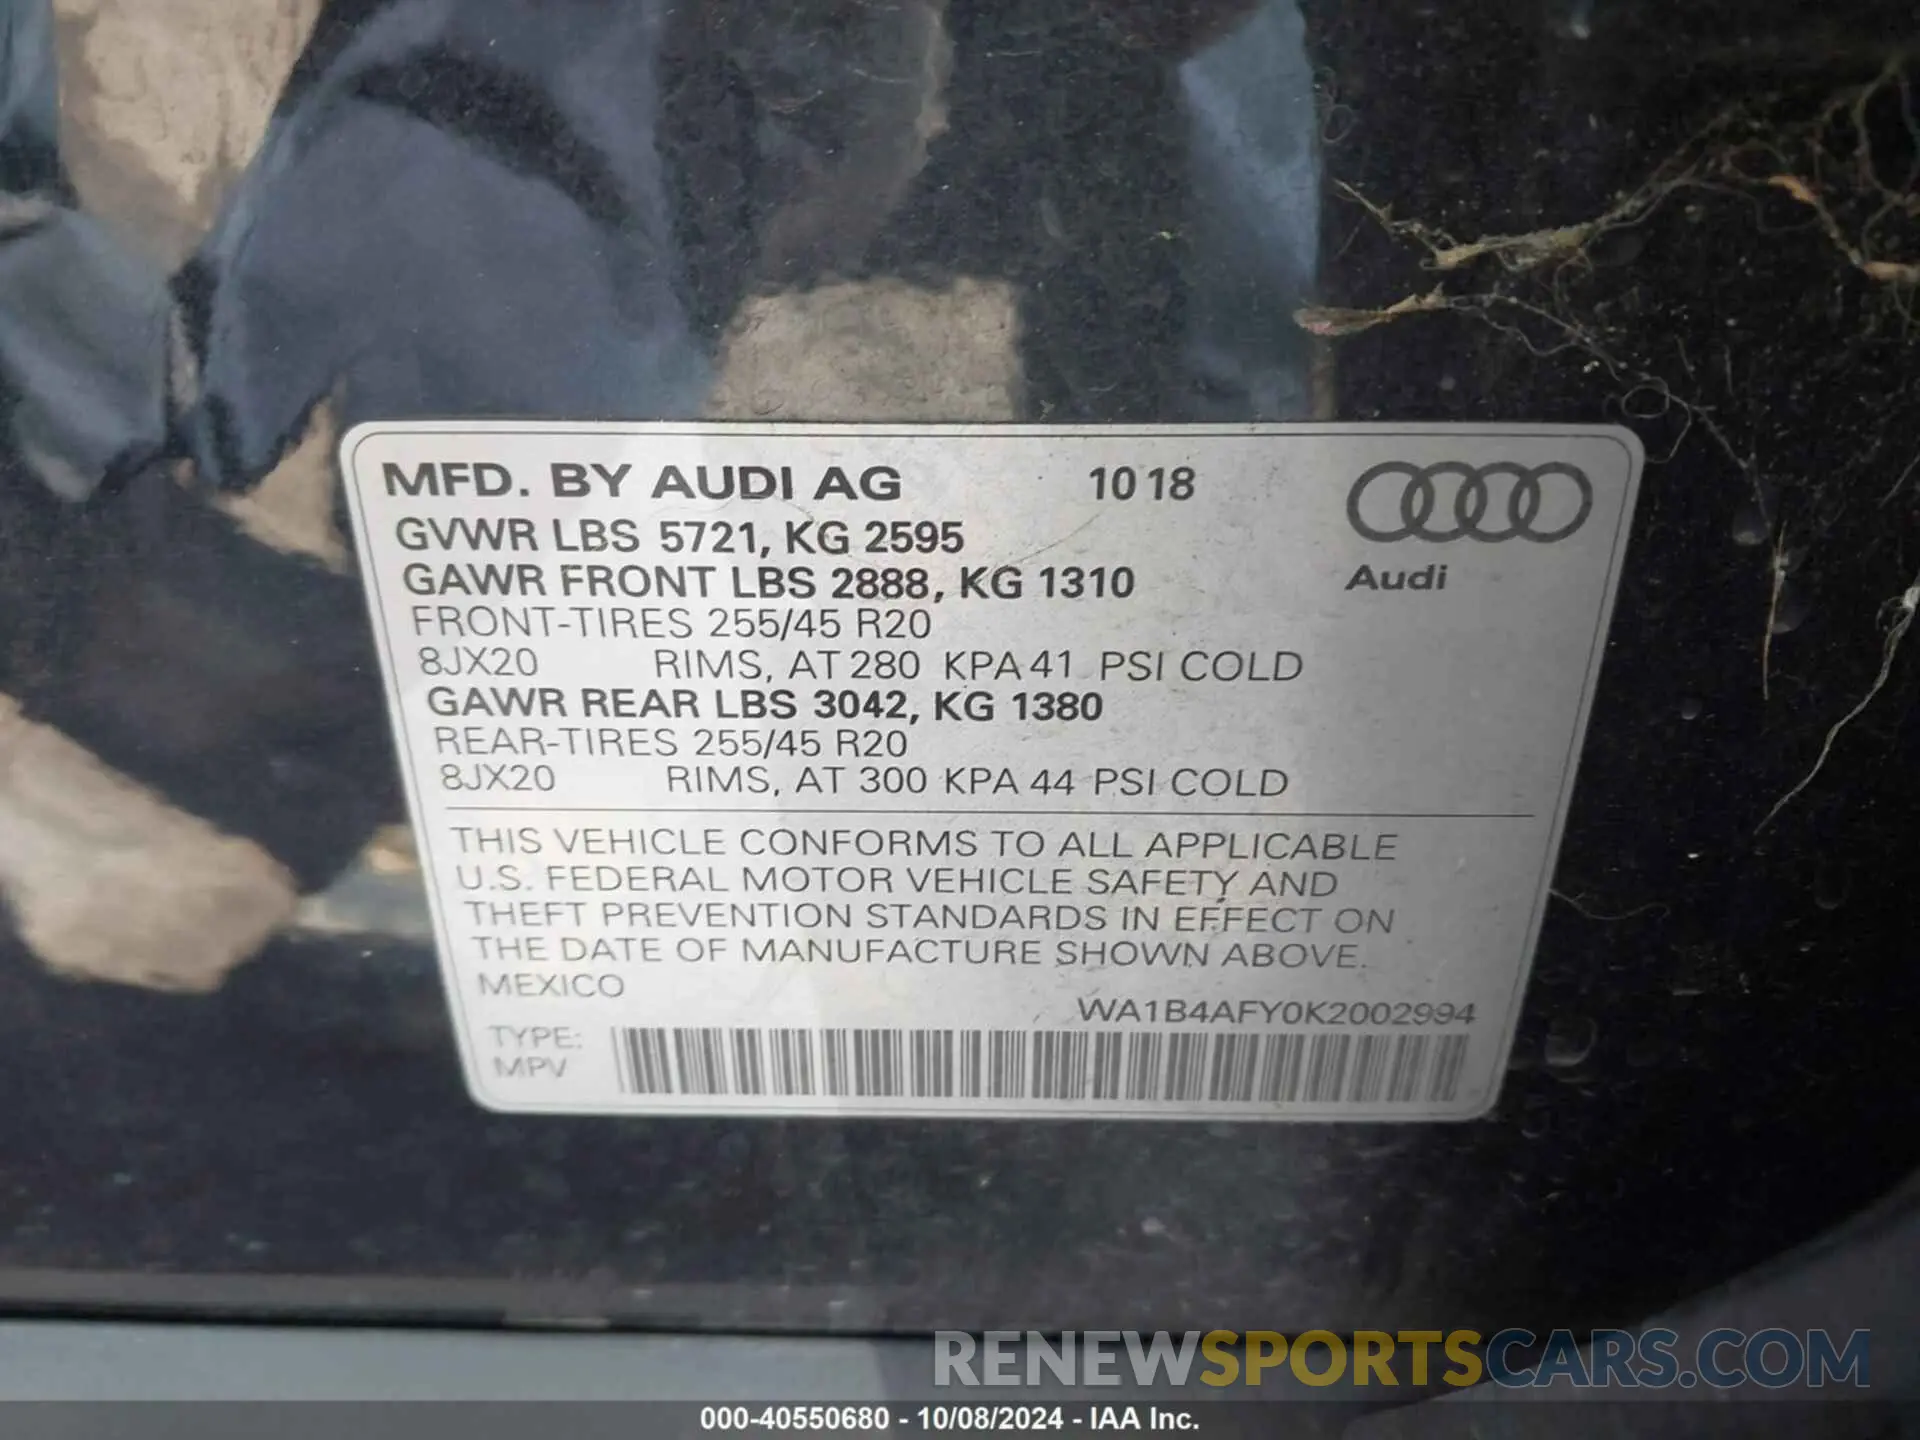 MFD. BY AUDI AG 10 18
GVWR LBS 5721, KG 2595
GAWR FRONT LBS 2888, KG 1310
Audi
FRONT-TIRES 255/45 R20
8JX20 RIMS, AT 280 KPA 41 PSI COLD
GAWR REAR LBS 3042, KG 1380
REAR-TIRES 255/45 R20
8JX20 RIMS, AT 300 KPA 44 PSI COLD
THIS VEHICLE CONFORMS TO ALL APPLICABLE
U.S. FEDERAL MOTOR VEHICLE SAFETY AND
THEFT PREVENTION STANDARDS IN EFFECT ON
THE DATE OF MANUFACTURE SHOWN ABOVE.
MEXICO
WA1B4AFY0K2002994
TYPE:
MPV
RENEWSPORTSCARS.COM
000-40550680 - 10/08/2024 - IAA Inc.